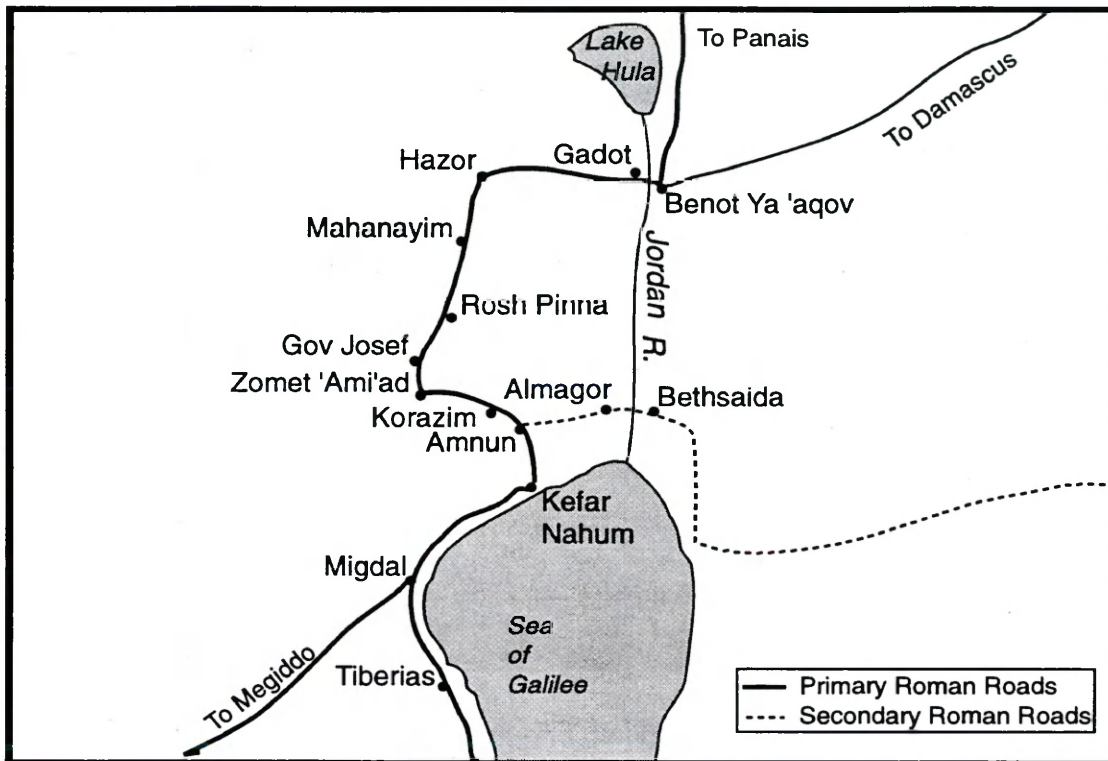 Lake
Hula
To Panais
To Damascus
Hazor
Gadot
Benot Ya 'aqov
Mahanayim
Jordan R.
Rosh Pinna
Gov Josef
Zomet 'Ami'ad
Almagor
Bethsaida
Korazim
Amnun
Kefar
Nahum
Migdal
Sea
of
Galilee
Tiberias
To Megiddo
Primary Roman Roads
Secondary Roman Roads